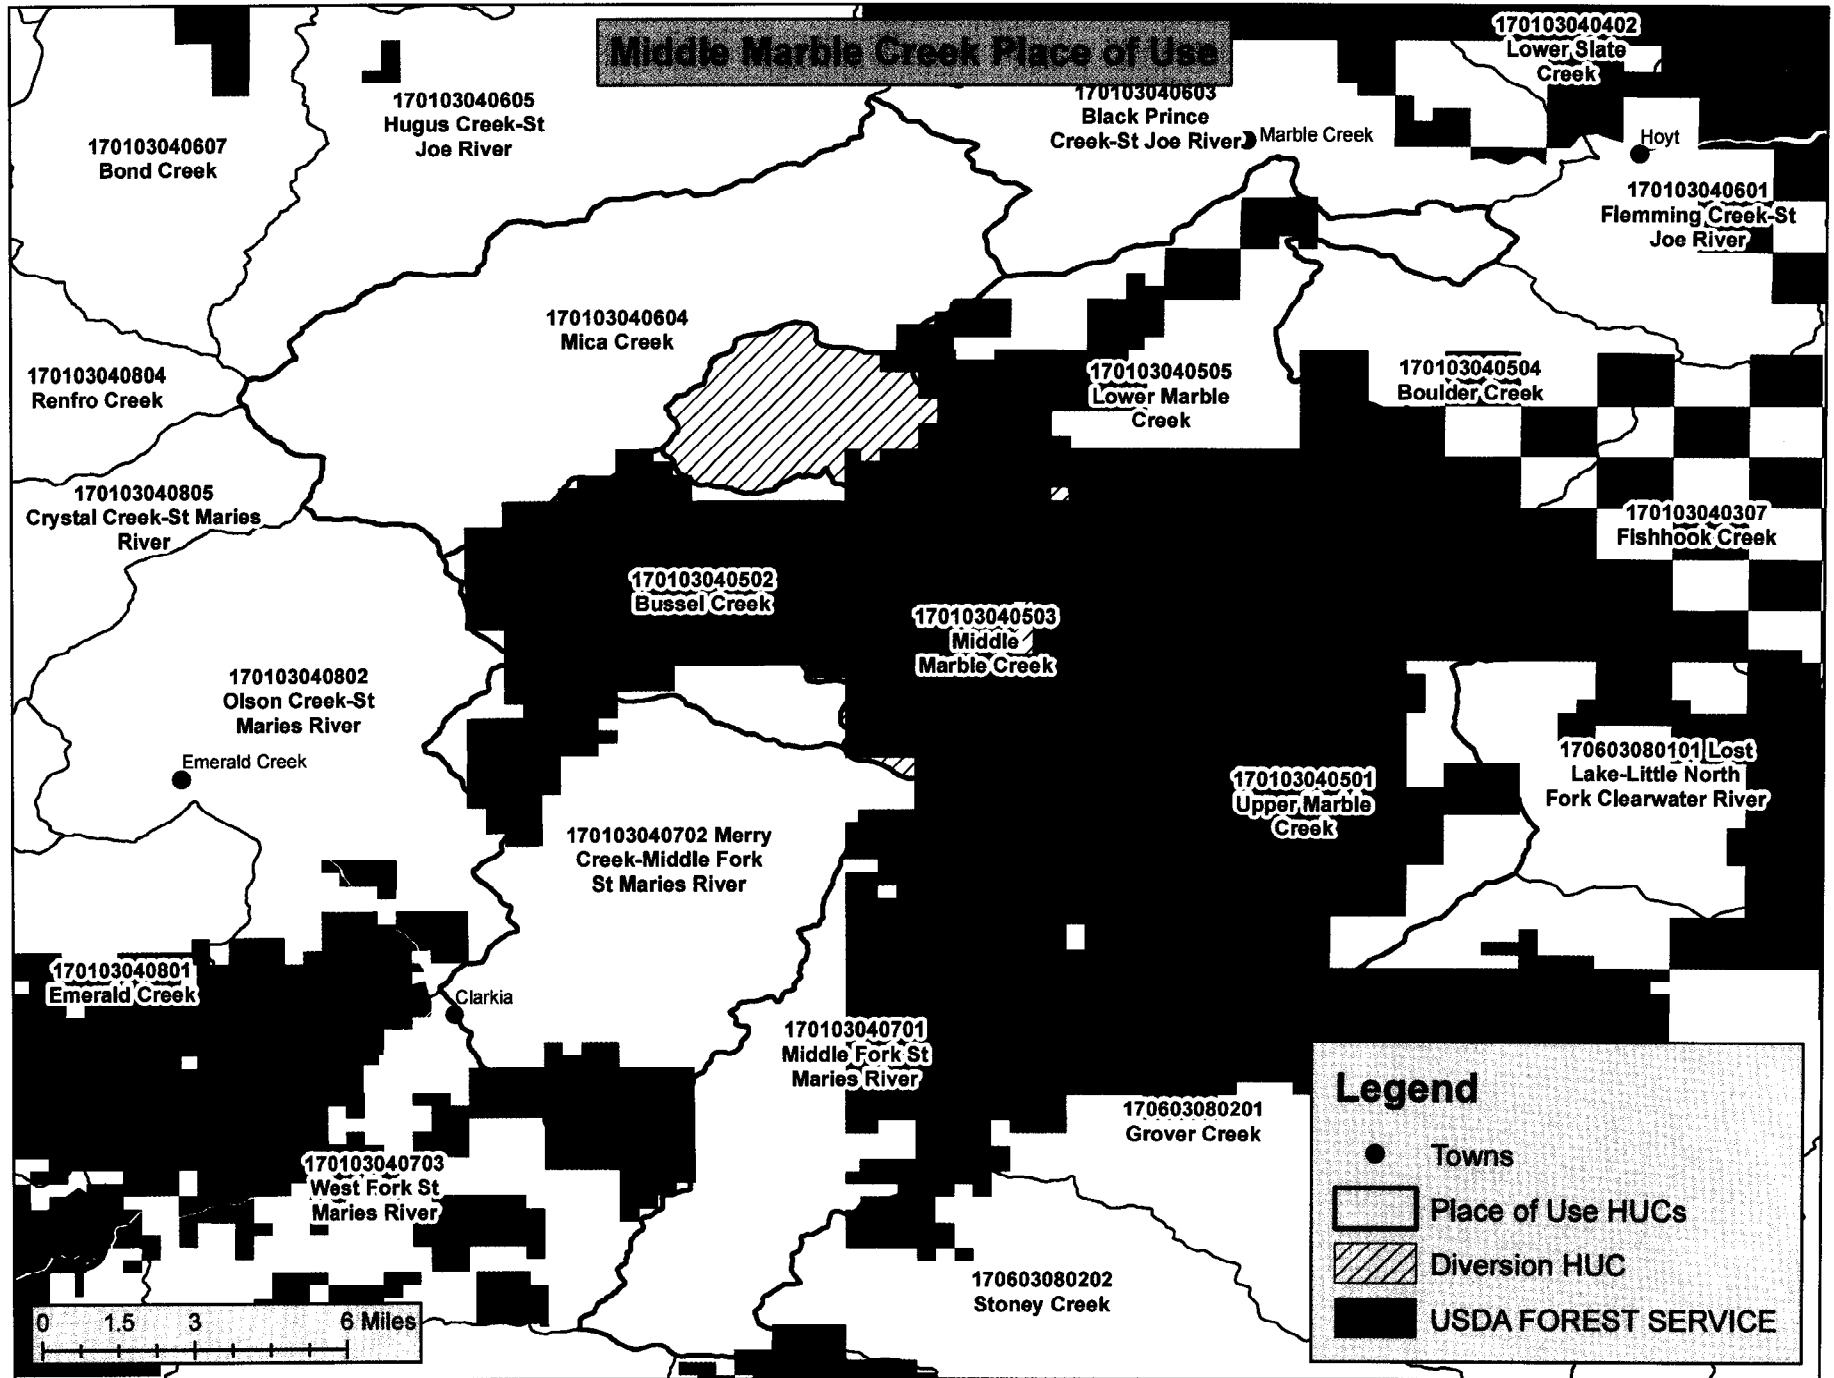 Middle Marble Creek Place of Use
170103040402
Lower Slate
Creek
170103040605
Hugus Creek-St
Joe River
170103040603
Black Prince
Creek-St Joe River
Marble Creek
Hoyt
170103040607
Bond Creek
170103040601
Flemming Creek-St
Joe River
170103040604
Mica Creek
170103040804
Renfro Creek
170103040505
Lower Marble
Creek
170103040504
Boulder Creek
170103040805
Crystal Creek-St Maries
River
170103040307
Fishhook Creek
170103040502
Bussel Creek
170103040503
Middle
Marble Creek
170103040802
Olson Creek-St
Maries River
Emerald Creek
170603080101 Lost
Lake-Little North
Fork Clearwater River
170103040501
Upper Marble
Creek
170103040702 Merry
Creek-Middle Fork
St Maries River
170103040801
Emerald Creek
Clarkia
170103040701
Middle Fork St
Maries River
170603080201
Grover Creek
170103040703
West Fork St
Maries River
170603080202
Stoney Creek
Legend
Towns
Place of Use HUCs
Diversion HUC
USDA FOREST SERVICE
0 1.5 3 6 Miles